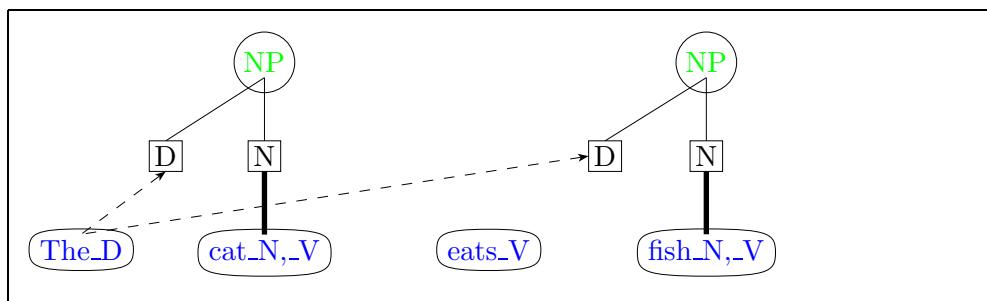 NP NP
D N D N
The_D cat_N,_V eats_V fish_N,_V